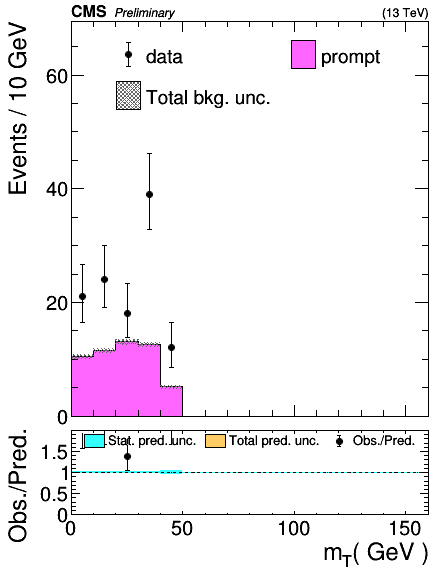 CMS Preliminary (13 TeV)
Events / 10 GeV
data
prompt
Total bkg. unc.
60
40
20
0
Obs./Pred.
Stat. pred. unc.
Total pred. unc.
Obs./Pred.
1.5
1
0.5
0
0 50 100 150
m_T( GeV )